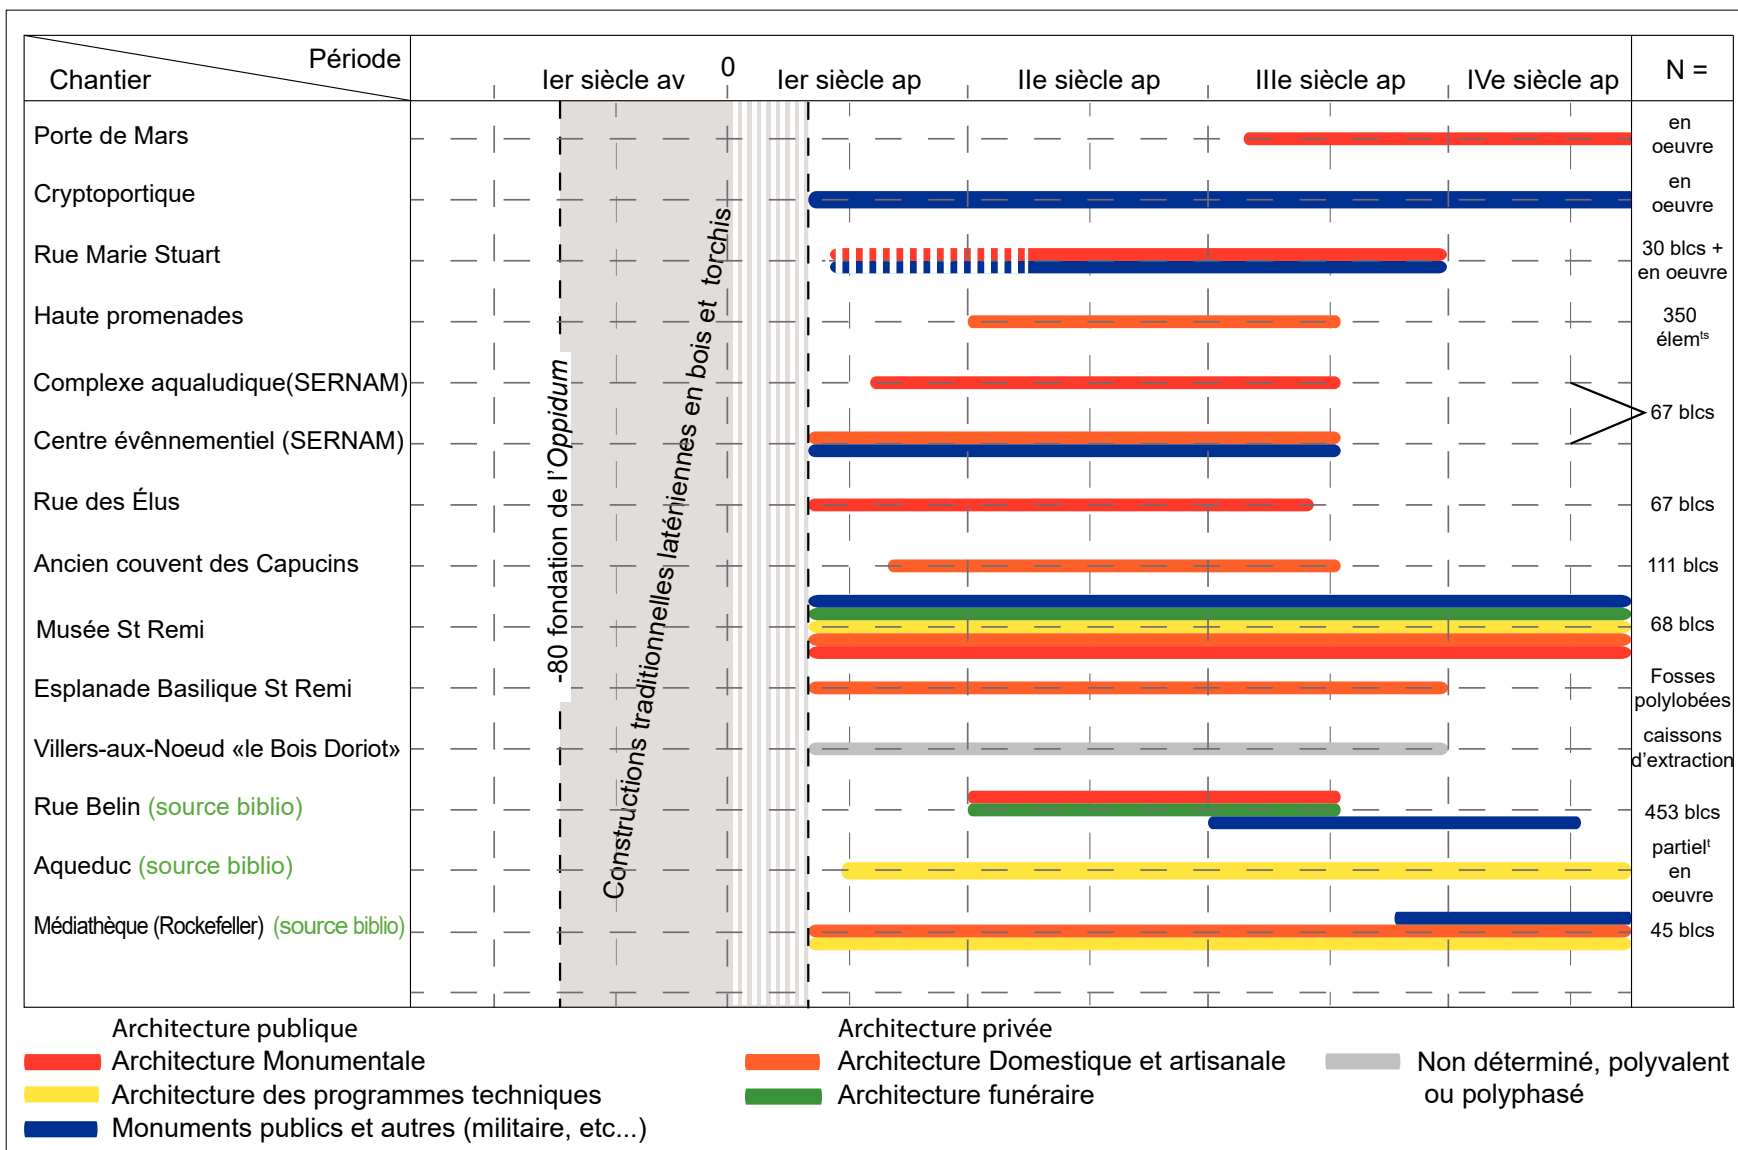 Période
Chantier
Ier siècle av
0
Ier siècle ap
IIe siècle ap
IIIe siècle ap
IVe siècle ap
N =
Porte de Mars
en
oeuvre
Cryptoportique
en
oeuvre
Rue Marie Stuart
30 blcs +
en oeuvre
Haute promenades
350
élemts
Complexe aqualudique(SERNAM)
67 blcs
Centre évênnementiel (SERNAM)
Rue des Élus
67 blcs
Ancien couvent des Capucins
111 blcs
Musée St Remi
68 blcs
Esplanade Basilique St Remi
Fosses
polylobées
Villers-aux-Noeud «le Bois Doriot»
caissons
d'extraction
Rue Belin (source biblio)
453 blcs
Aqueduc (source biblio)
partielt
en
oeuvre
Médiathèque (Rockefeller) (source biblio)
45 blcs
-80 fondation de l'Oppidum
Constructions traditionnelles laténiennes en bois et torchis
Architecture publique
Architecture Monumentale
Architecture des programmes techniques
Monuments publics et autres (militaire, etc...)
Architecture privée
Architecture Domestique et artisanale
Architecture funéraire
Non déterminé, polyvalent
ou polyphasé